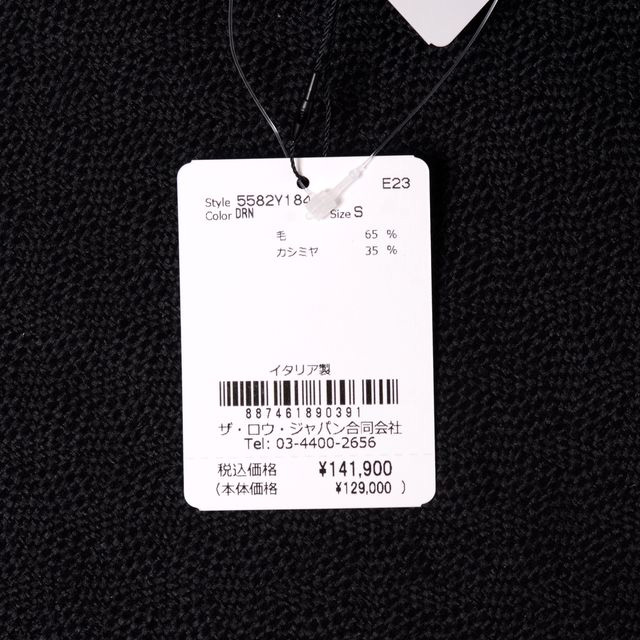 E23
Style 5582Y184
Color DRN Size S
毛 65 %
カシミヤ 35 %
イタリア製
887461890391
ザ・ロウ・ジャパン合同会社
Tel: 03-4400-2656
税込価格 ¥141,900
(本体価格 ¥129,000 )